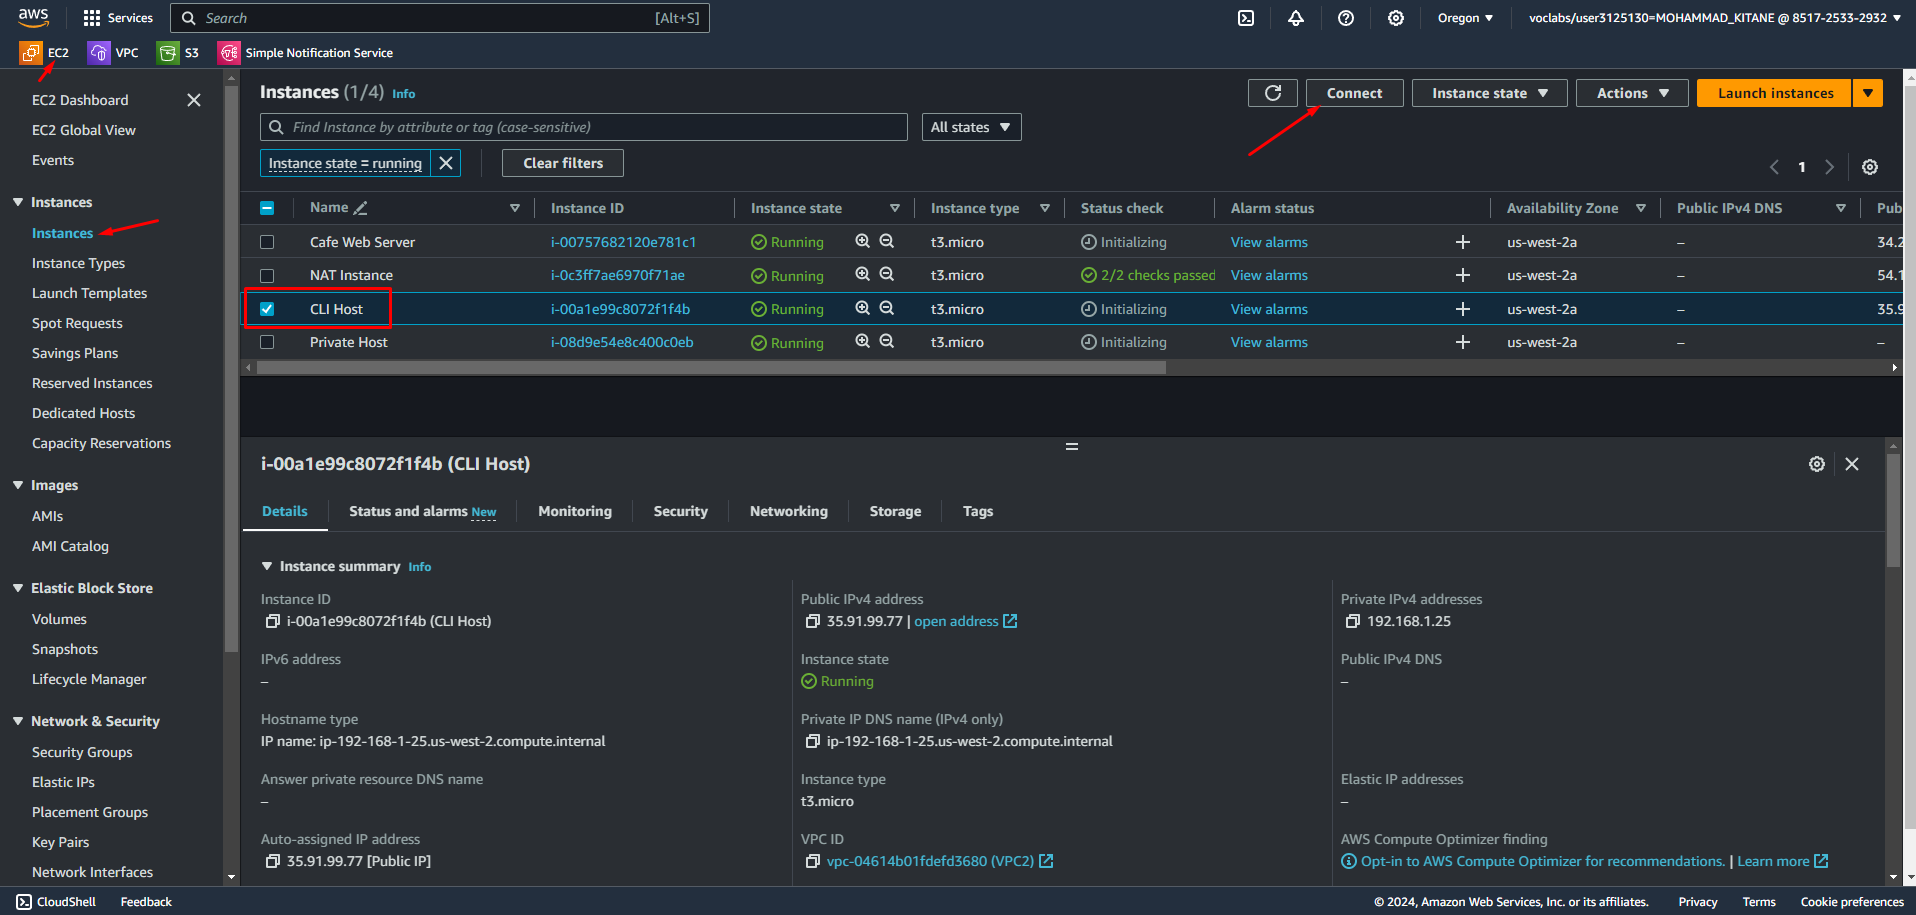 aws Services Search [Alt+S] Oregon voclabs/user3125130=MOHAMMAD_KITANE @ 8517-2533-2932
EC2 VPC S3 Simple Notification Service
EC2 Dashboard
EC2 Global View
Events
Instances
Instances
Instance Types
Launch Templates
Spot Requests
Savings Plans
Reserved Instances
Dedicated Hosts
Capacity Reservations
Images
AMIs
AMI Catalog
Elastic Block Store
Volumes
Snapshots
Lifecycle Manager
Network & Security
Security Groups
Elastic IPs
Placement Groups
Key Pairs
Network Interfaces
Instances (1/4) Info Connect Instance state Actions Launch instances
Find Instance by attribute or tag (case-sensitive) All states
Instance state = running Clear filters 1
Name Instance ID Instance state Instance type Status check Alarm status Availability Zone Public IPv4 DNS Pub
Cafe Web Server i-00757682120e781c1 Running t3.micro Initializing View alarms + us-west-2a – 34.2
NAT Instance i-0c3ff7ae6970f71ae Running t3.micro 2/2 checks passed View alarms + us-west-2a – 54.1
CLI Host i-00a1e99c8072f1f4b Running t3.micro Initializing View alarms + us-west-2a – 35.9
Private Host i-08d9e54e8c400c0eb Running t3.micro Initializing View alarms + us-west-2a – –
i-00a1e99c8072f1f4b (CLI Host)
Details Status and alarms New Monitoring Security Networking Storage Tags
Instance summary Info
Instance ID Public IPv4 address Private IPv4 addresses
i-00a1e99c8072f1f4b (CLI Host) 35.91.99.77 | open address 192.168.1.25
IPv6 address Instance state Public IPv4 DNS
– Running –
Hostname type Private IP DNS name (IPv4 only)
IP name: ip-192-168-1-25.us-west-2.compute.internal ip-192-168-1-25.us-west-2.compute.internal
Answer private resource DNS name Instance type Elastic IP addresses
– t3.micro –
Auto-assigned IP address VPC ID AWS Compute Optimizer finding
35.91.99.77 [Public IP] vpc-04614b01fdefd3680 (VPC2) Opt-in to AWS Compute Optimizer for recommendations. | Learn more
CloudShell Feedback © 2024, Amazon Web Services, Inc. or its affiliates. Privacy Terms Cookie preferences